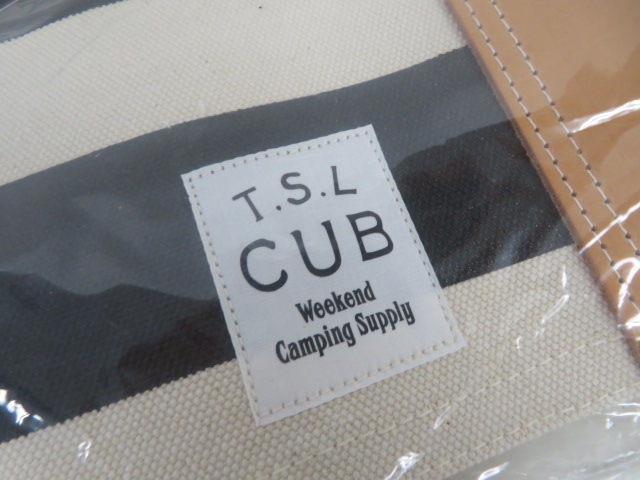 T.S.L
CUB
Weekend
Camping Supply